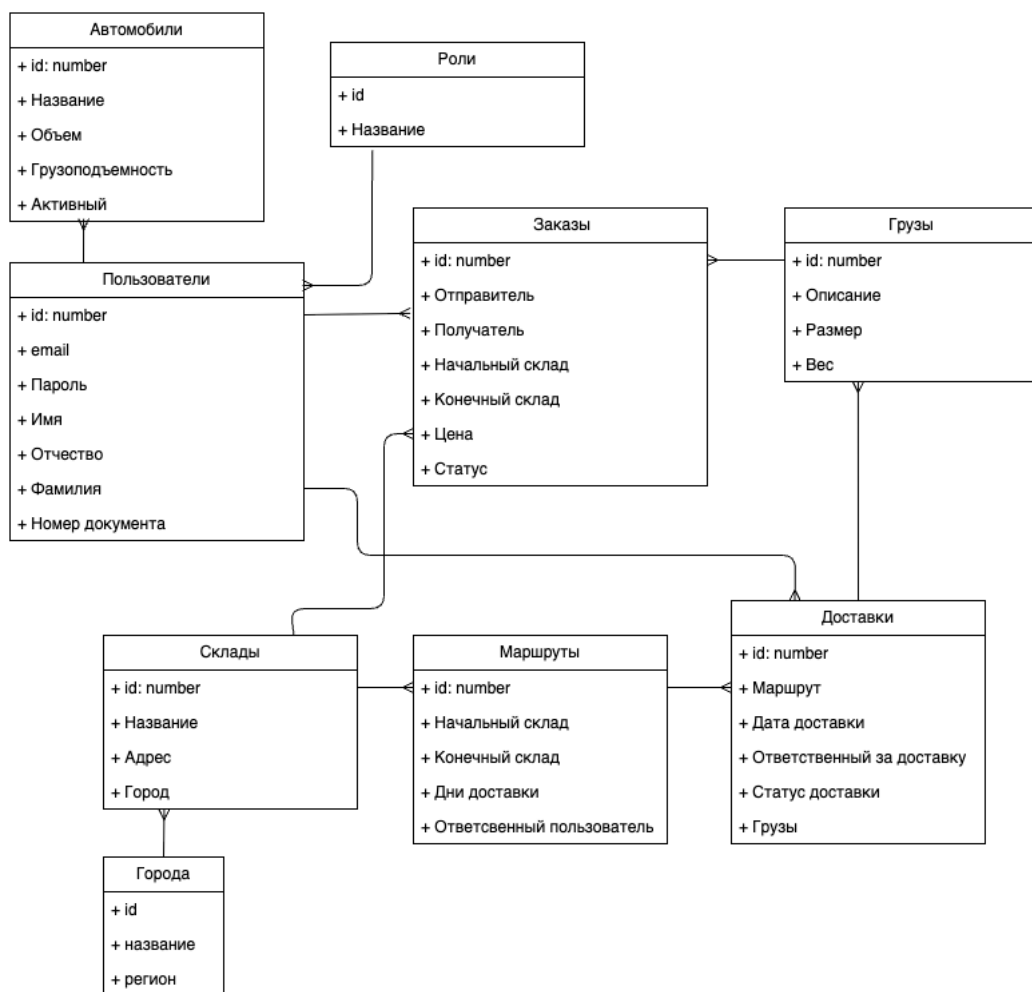 Автомобили
+ id: number
+ Название
+ Объем
+ Грузоподъемность
+ Активный
Роли
+ id
+ Название
Пользователи
+ id: number
+ email
+ Пароль
+ Имя
+ Отчество
+ Фамилия
+ Номер документа
Заказы
+ id: number
+ Отправитель
+ Получатель
+ Начальный склад
+ Конечный склад
+ Цена
+ Статус
Грузы
+ id: number
+ Описание
+ Размер
+ Вес
Склады
+ id: number
+ Название
+ Адрес
+ Город
Маршруты
+ id: number
+ Начальный склад
+ Конечный склад
+ Дни доставки
+ Ответсвенный пользователь
Доставки
+ id: number
+ Маршрут
+ Дата доставки
+ Ответственный за доставку
+ Статус доставки
+ Грузы
Города
+ id
+ название
+ регион